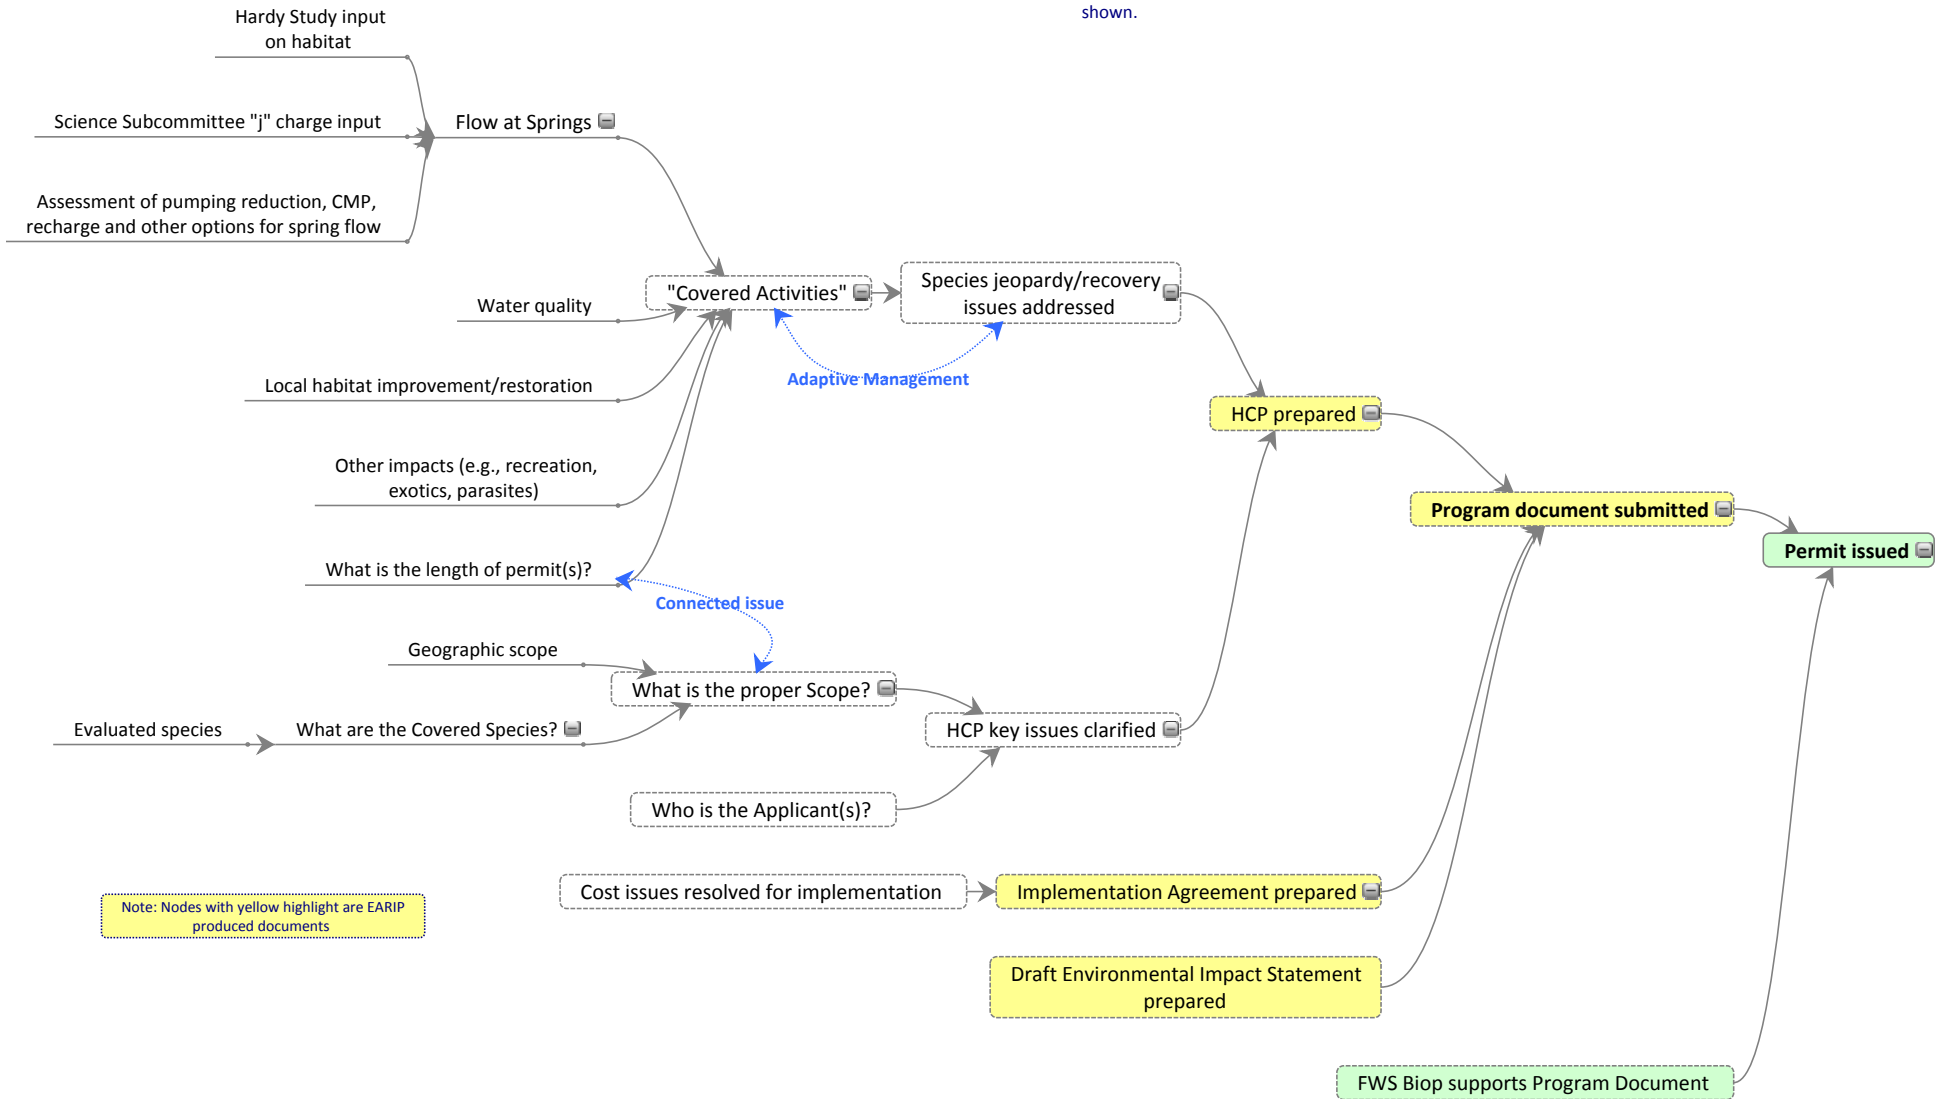 shown.
Hardy Study input
on habitat
Science Subcommittee "j" charge input
Flow at Springs
Assessment of pumping reduction, CMP,
recharge and other options for spring flow
"Covered Activities"
Species jeopardy/recovery
issues addressed
Water quality
Adaptive Management
Local habitat improvement/restoration
HCP prepared
Other impacts (e.g., recreation,
exotics, parasites)
Program document submitted
Permit issued
What is the length of permit(s)?
Connected issue
Geographic scope
What is the proper Scope?
Evaluated species
What are the Covered Species?
HCP key issues clarified
Who is the Applicant(s)?
Cost issues resolved for implementation
Implementation Agreement prepared
Note: Nodes with yellow highlight are EARIP
produced documents
Draft Environmental Impact Statement
prepared
FWS Biop supports Program Document